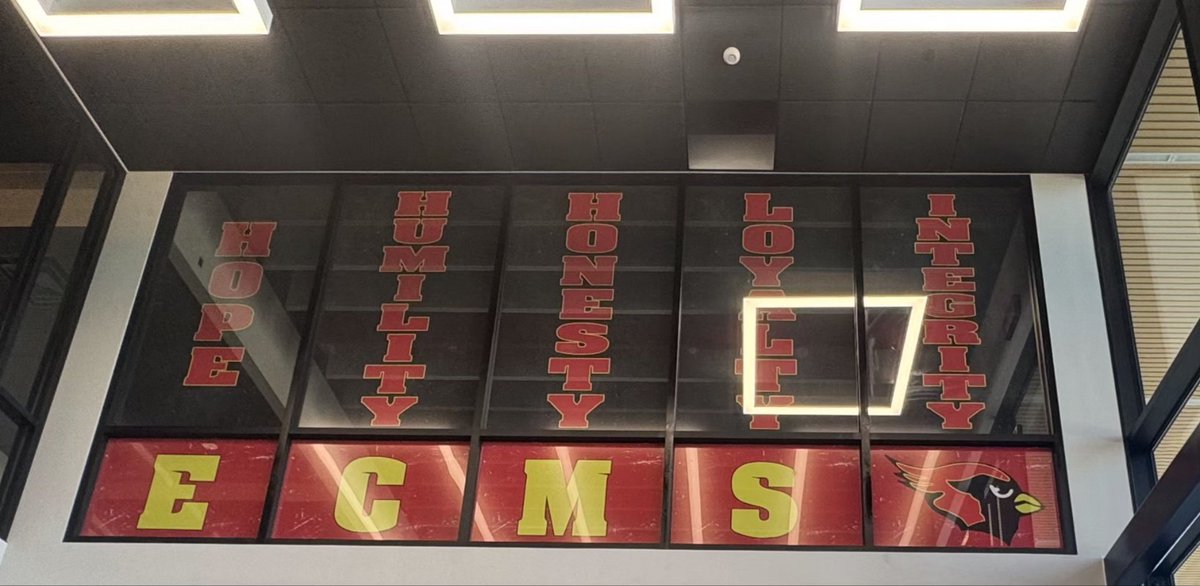 HOPE
HUMILITY
HONESTY
LOYALTY
INTEGRITY
ECMS